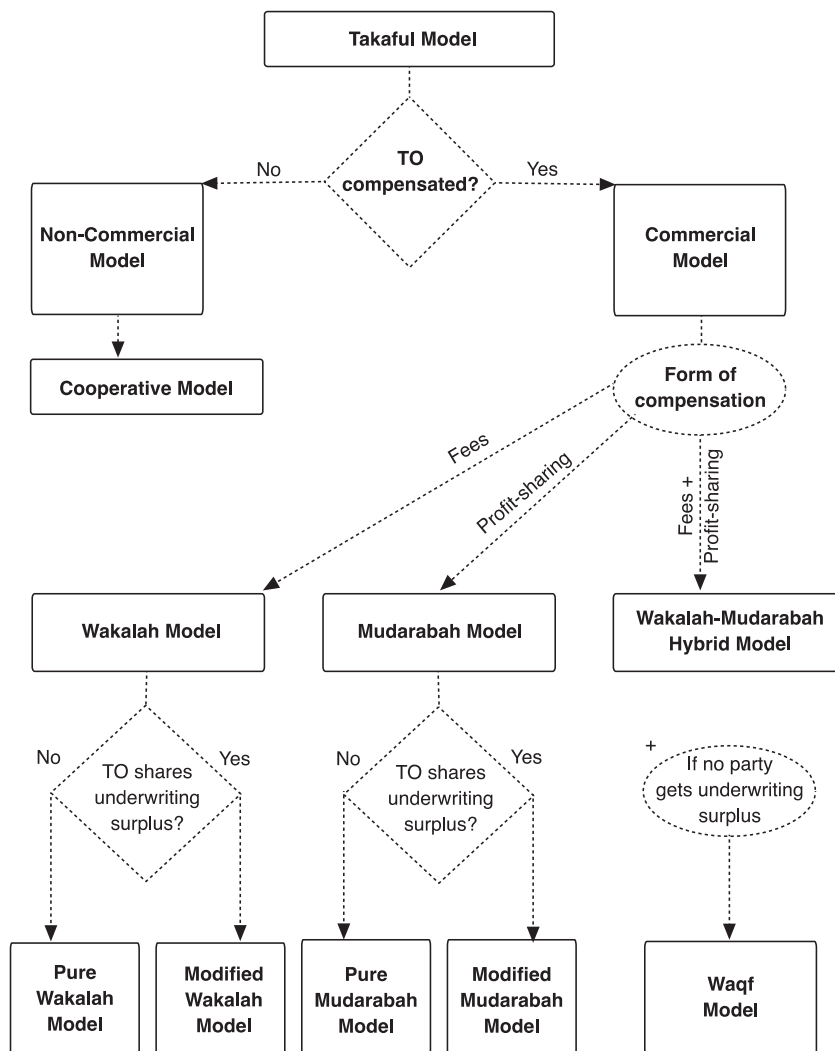 Takaful Model
TO
compensated?
No
Yes
Non-Commercial
Model
Commercial
Model
Cooperative Model
Form of
compensation
Fees
Profit-sharing
Fees +
Profit-sharing
Wakalah Model
Mudarabah Model
Wakalah-Mudarabah
Hybrid Model
No
Yes
TO shares
underwriting
surplus?
No
Yes
TO shares
underwriting
surplus?
+
If no party
gets underwriting
surplus
Pure
Wakalah
Model
Modified
Wakalah
Model
Pure
Mudarabah
Model
Modified
Mudarabah
Model
Waqf
Model